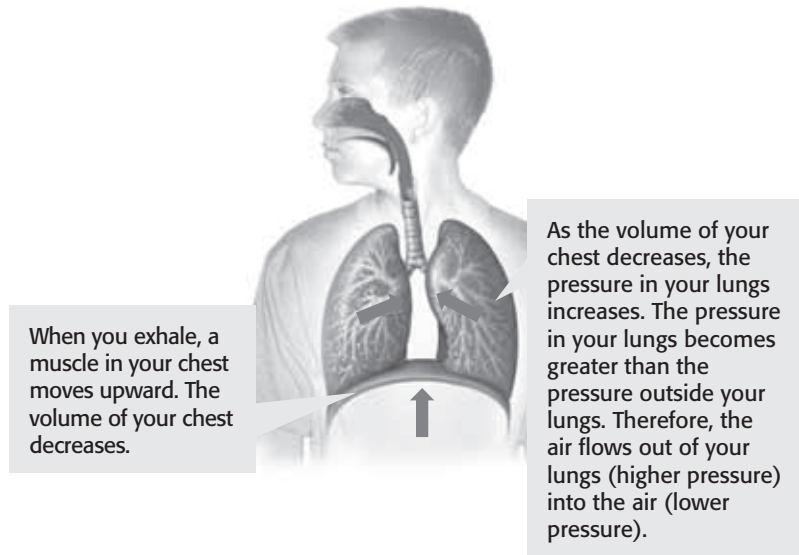 When you exhale, a
muscle in your chest
moves upward. The
volume of your chest
decreases.
As the volume of your
chest decreases, the
pressure in your lungs
increases. The pressure
in your lungs becomes
greater than the
pressure outside your
lungs. Therefore, the
air flows out of your
lungs (higher pressure)
into the air (lower
pressure).